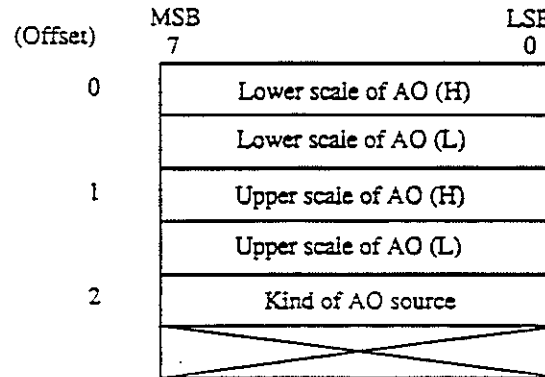 MSB LSB
(Offset) 7 0
0 Lower scale of AO (H)
Lower scale of AO (L)
1 Upper scale of AO (H)
Upper scale of AO (L)
2 Kind of AO source